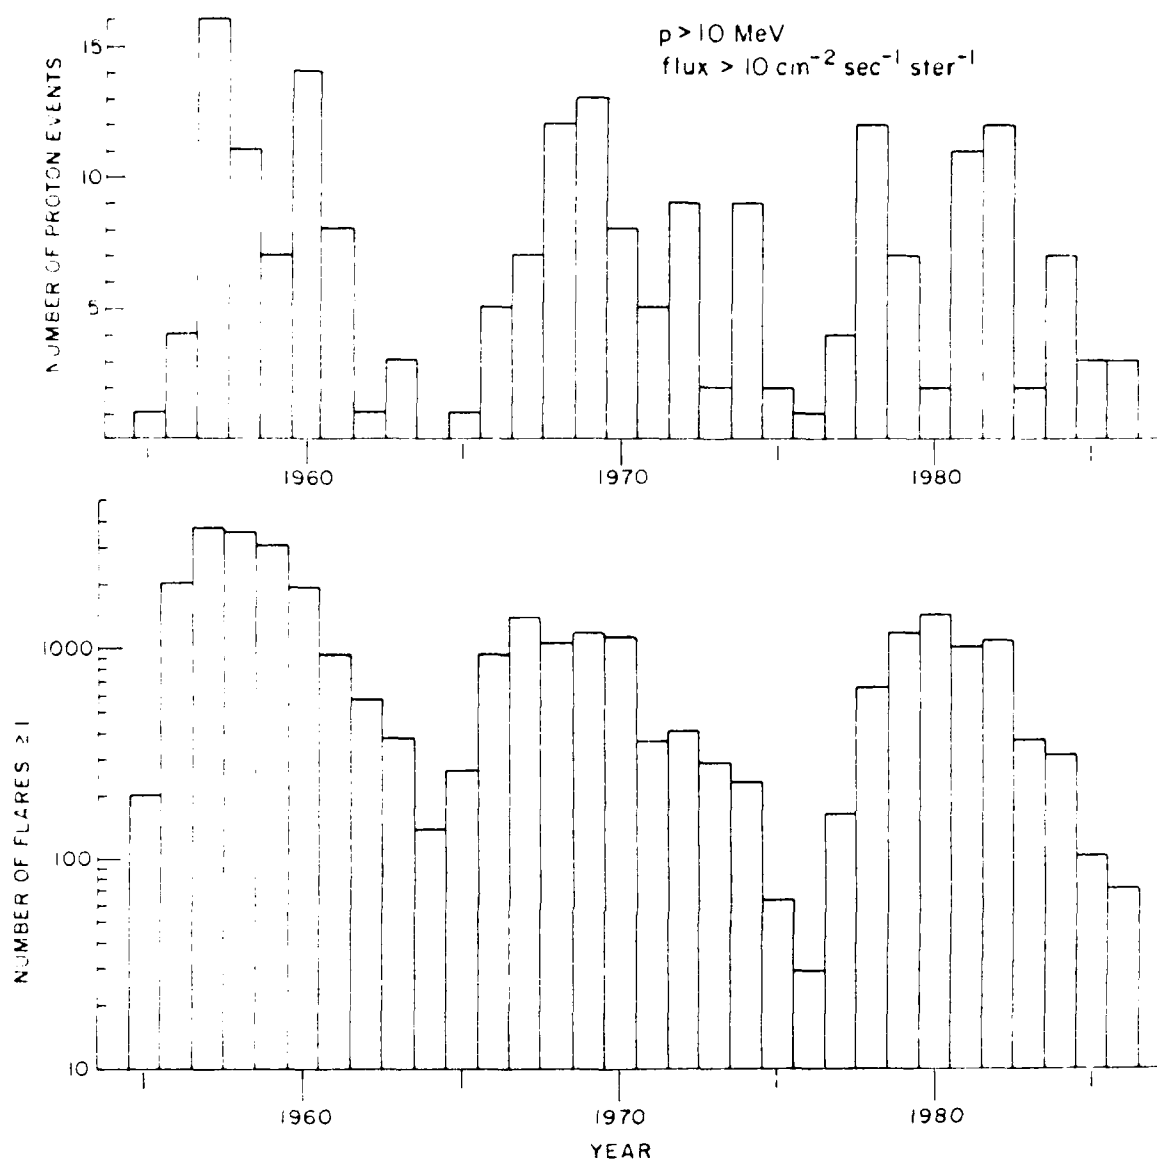 p > 10 MeV
flux > 10 cm⁻² sec⁻¹ ster⁻¹
NUMBER OF PROTON EVENTS
15
10
5
1960 1970 1980
NUMBER OF FLARES ≥ 1
1000
100
10
1960 1970 1980
YEAR